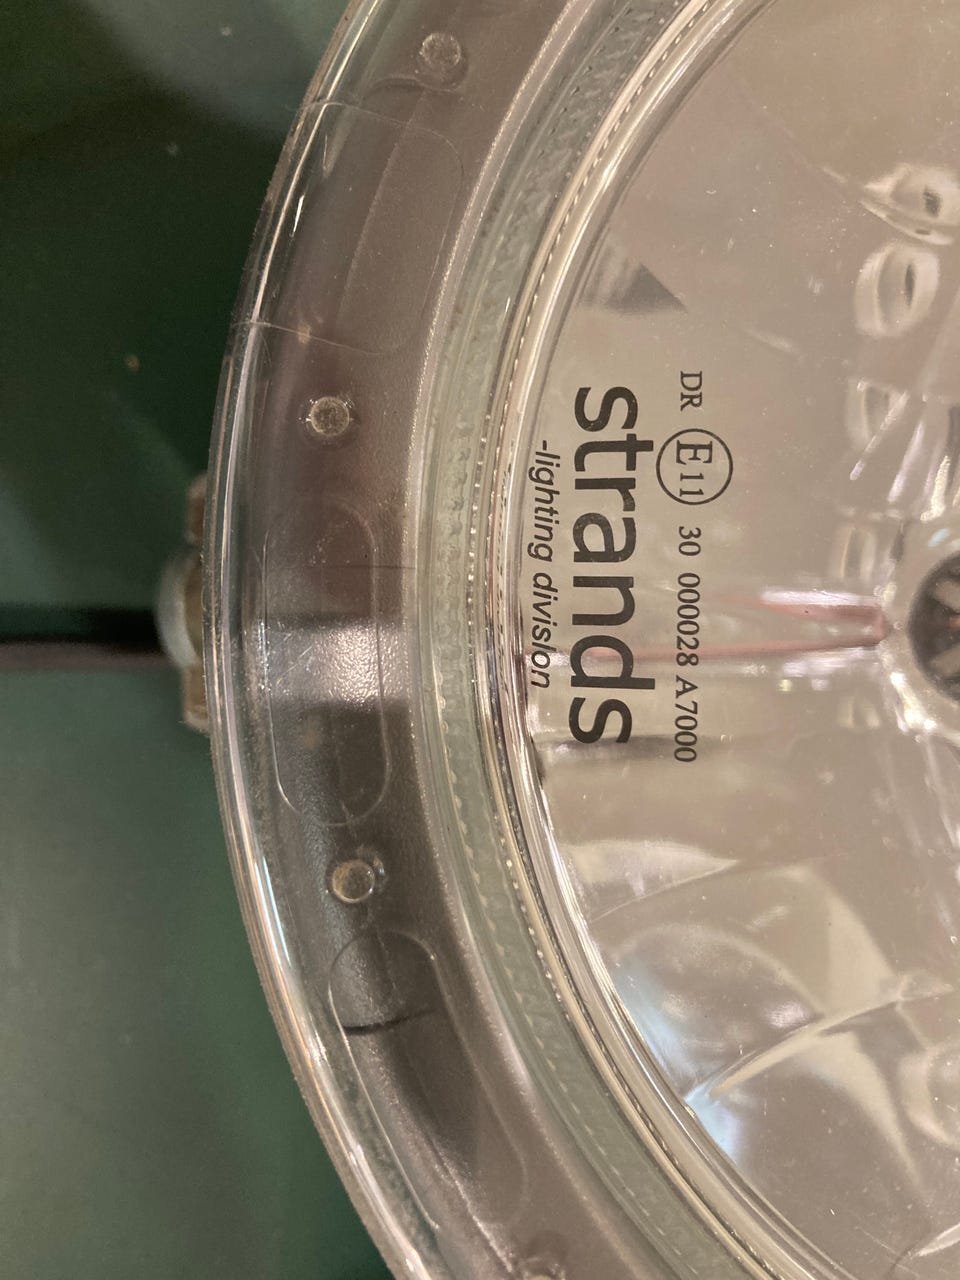 DR E11 30 000028 A7000
strands
-lighting division